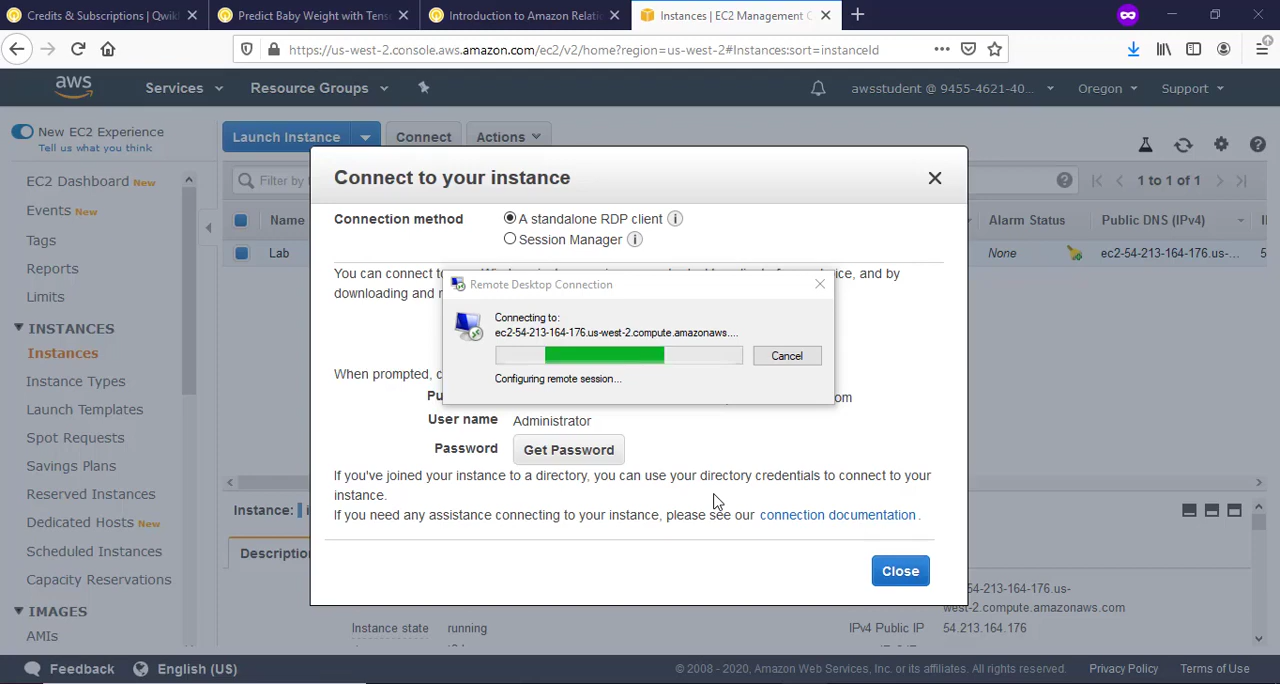 Credits & Subscriptions | Qwikl
Predict Baby Weight with Tens
Introduction to Amazon Relatio
Instances | EC2 Management C
https://us-west-2.console.aws.amazon.com/ec2/v2/home?region=us-west-2#Instances:sort=instanceId
aws
Services
Resource Groups
awsstudent @ 9455-4621-40...
Oregon
Support
New EC2 Experience
Tell us what you think
Launch Instance
Connect
Actions
EC2 Dashboard New
Events New
Tags
Reports
Limits
INSTANCES
Instances
Instance Types
Launch Templates
Spot Requests
Savings Plans
Reserved Instances
Dedicated Hosts New
Scheduled Instances
Capacity Reservations
IMAGES
AMIs
Filter by
1 to 1 of 1
Name
Alarm Status
Public DNS (IPv4)
Lab
None
ec2-54-213-164-176.us-...
Connect to your instance
Connection method
A standalone RDP client
Session Manager
You can connect to
and by
downloading and
Remote Desktop Connection
Connecting to:
ec2-54-213-164-176.us-west-2.compute.amazonaws....
Cancel
Configuring remote session...
When prompted,
om
User name
Administrator
Password
Get Password
If you've joined your instance to a directory, you can use your directory credentials to connect to your
instance.
If you need any assistance connecting to your instance, please see our connection documentation.
Close
Instance:
Description
-54-213-164-176.us-
west-2.compute.amazonaws.com
Instance state
running
IPv4 Public IP
54.213.164.176
Feedback
English (US)
© 2008 - 2020, Amazon Web Services, Inc. or its affiliates. All rights reserved.
Privacy Policy
Terms of Use